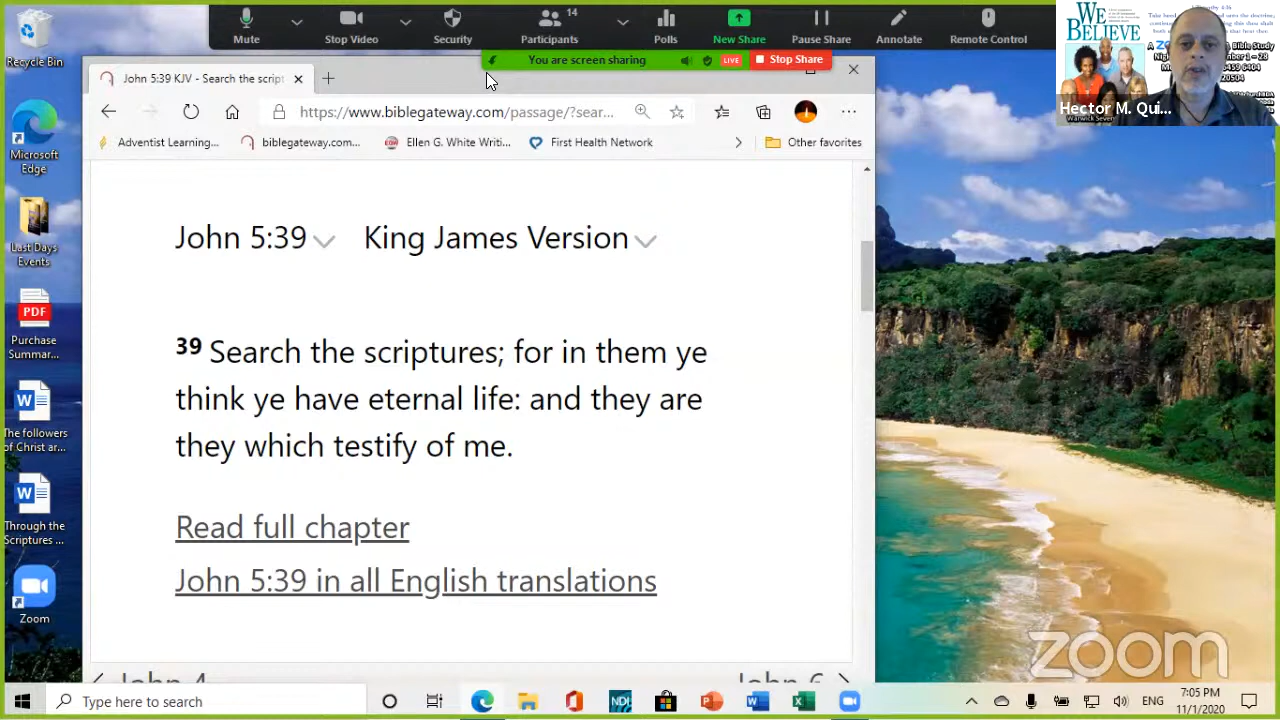 Mute
Stop Video
Security
14
Participants
Polls
New Share
Pause Share
Annotate
Remote Control
You are screen sharing
LIVE
Stop Share
WE
BELIEVE
Hector M. Qui...
Recycle Bin
Microsoft
Edge
Last Days
Events
PDF
Purchase
Summar...
The followers
of Christ ar...
Through the
Scriptures ...
Zoom
John 5:39 KJV - Search the script
https://www.biblegateway.com/passage/?sear...
Adventist Learning...
biblegateway.com...
Ellen G. White Writi...
First Health Network
Other favorites
John 5:39 King James Version
39 Search the scriptures; for in them ye
think ye have eternal life: and they are
they which testify of me.
Read full chapter
John 5:39 in all English translations
John 4
John 6
zoom
Type here to search
NDI
ENG
7:05 PM
11/1/2020